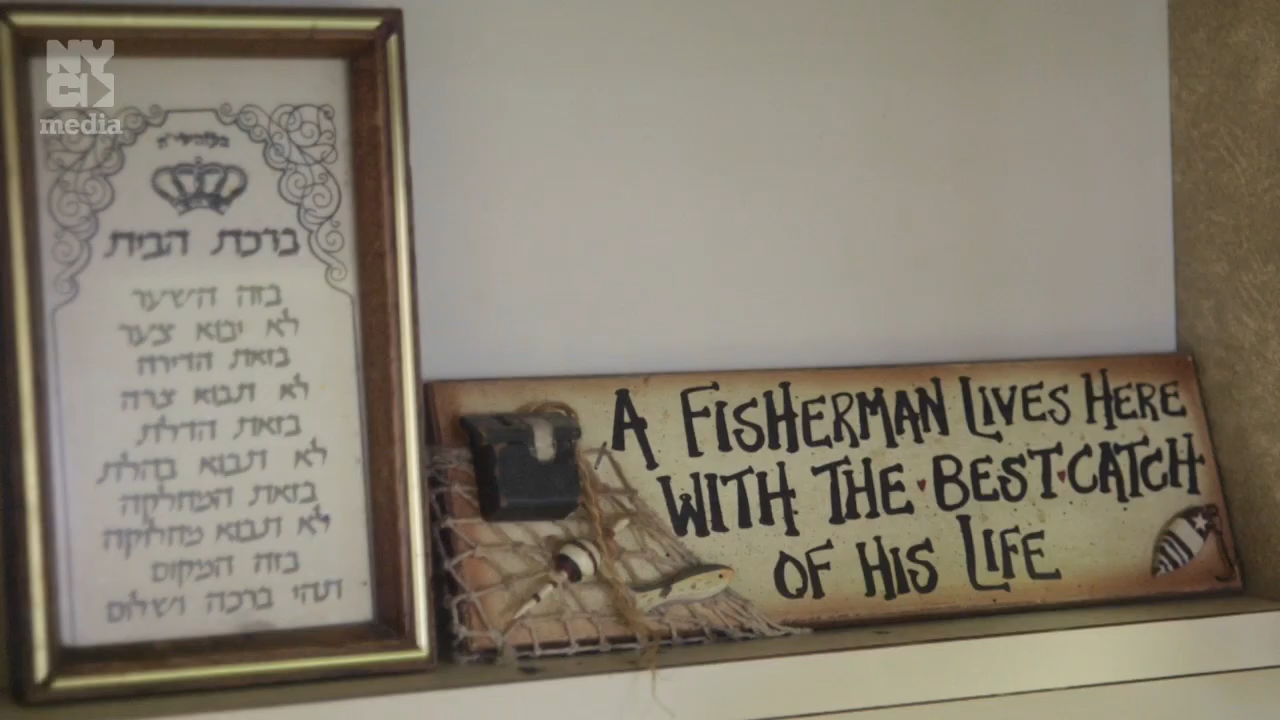 NYC
media
ברכת הבית
בזה השער
לא יבוא צער
בזאת הדירה
לא תבוא צרה
בזאת הדלת
לא תבוא בהלה
בזאת המחלקה
לא תבוא מחלוקה
בזה המקום
תהי ברכה ושלום
A FISHERMAN LIVES HERE
WITH THE BEST CATCH
OF HIS LIFE